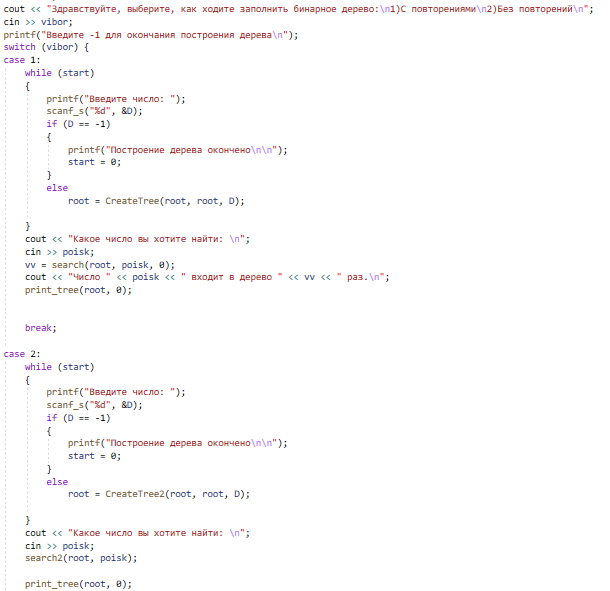 cout << "Здравствуйте, выберите, как ходите заполнить бинарное дерево:\n1)С повторениями\n2)Без повторений\n";
cin >> vibor;
printf("Введите -1 для окончания построения дерева\n");
switch (vibor) {
case 1:
    while (start)
    {
        printf("Введите число: ");
        scanf_s("%d", &D);
        if (D == -1)
        {
            printf("Построение дерева окончено\n\n");
            start = 0;
        }
        else
            root = CreateTree(root, root, D);
    }
    cout << "Какое число вы хотите найти: \n";
    cin >> poisk;
    vv = search(root, poisk, 0);
    cout << "Число " << poisk << " входит в дерево " << vv << " раз.\n";
    print_tree(root, 0);
    break;
case 2:
    while (start)
    {
        printf("Введите число: ");
        scanf_s("%d", &D);
        if (D == -1)
        {
            printf("Построение дерева окончено\n\n");
            start = 0;
        }
        else
            root = CreateTree2(root, root, D);
    }
    cout << "Какое число вы хотите найти: \n";
    cin >> poisk;
    search2(root, poisk);
    print_tree(root, 0);